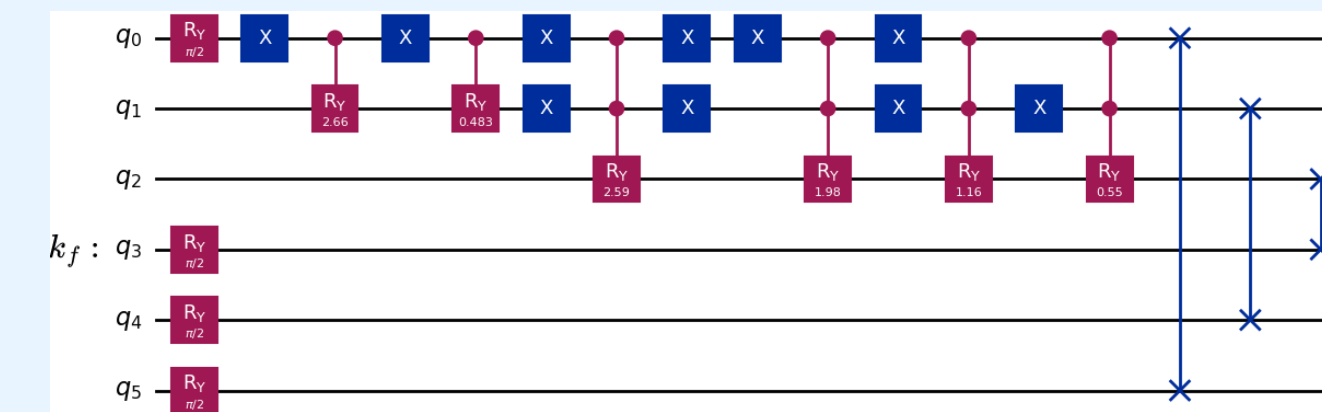 q0 RY π/2 X X X X X X
q1 RY 2.66 RY 0.483 X X X X
q2 RY 2.59 RY 1.98 RY 1.16 RY 0.55
kf : q3 RY π/2
q4 RY π/2
q5 RY π/2